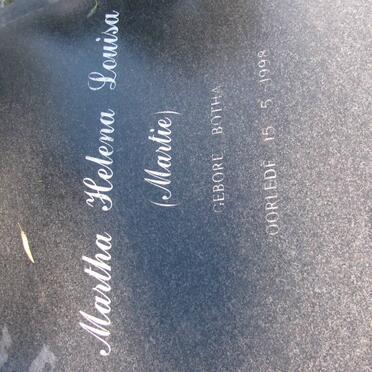 Martha Helena Louisa
(Martie)
GEBORE BOTHA
OORLEDE 15 5 1998